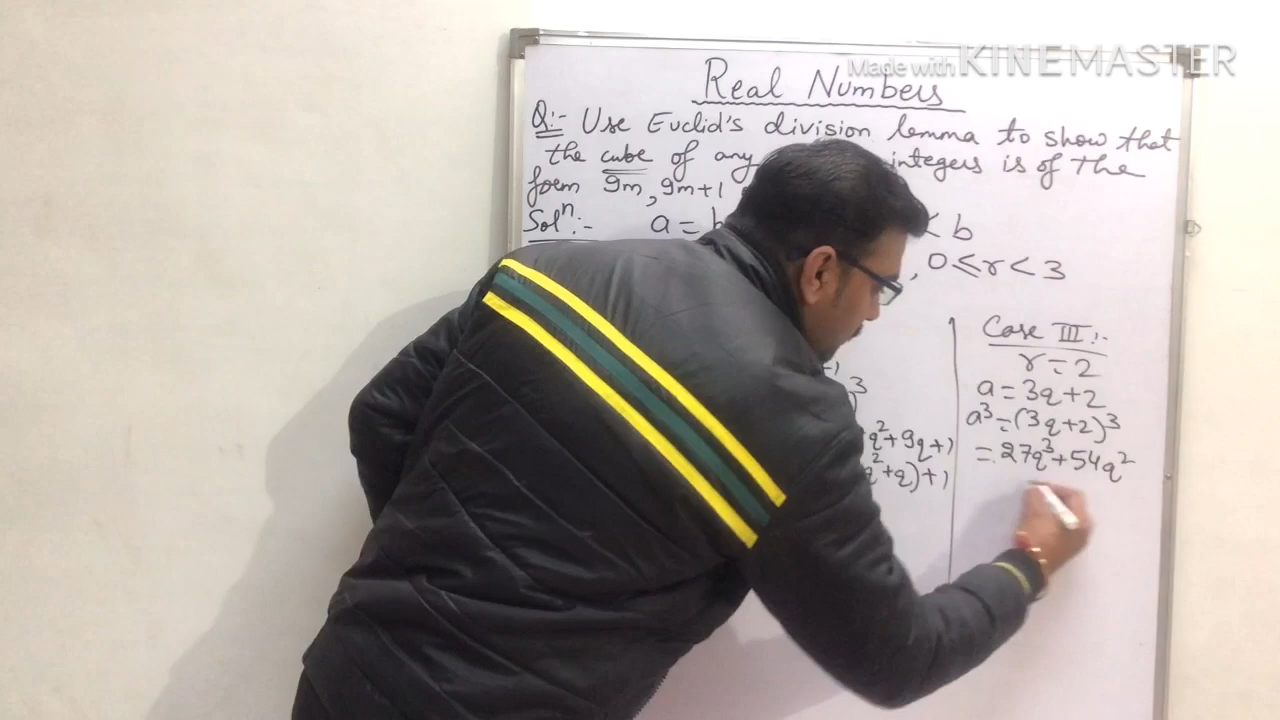 Made with KINEMASTER
Real Numbers
Q:- Use Euclid's division lemma to show that
the cube of any integers is of the
form 9m, 9m+1
Solⁿ:- a = b < b
, 0 ≤ r < 3
Case III:-
r = 2
a = 3q+2
a³ = (3q+2)³
= 27q³+54q²
3
q²+9q+1
q²+q)+1